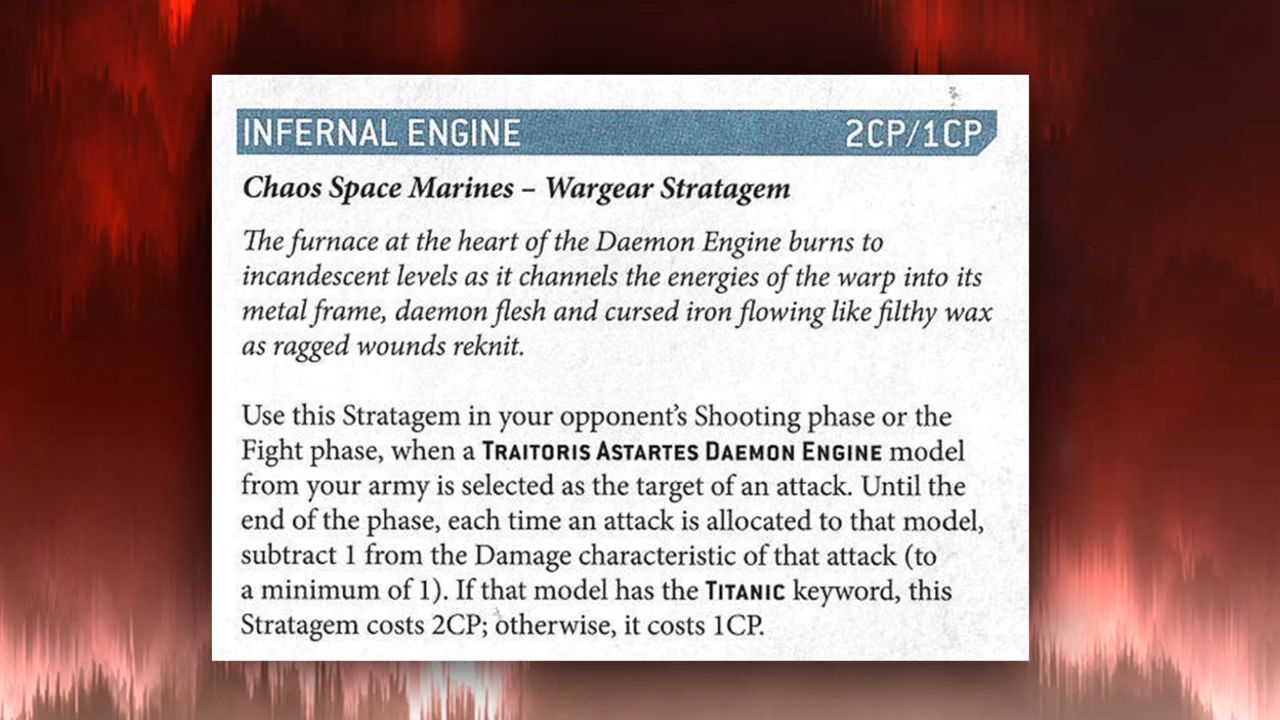 INFERNAL ENGINE 2CP/1CP
Chaos Space Marines – Wargear Stratagem
The furnace at the heart of the Daemon Engine burns to
incandescent levels as it channels the energies of the warp into its
metal frame, daemon flesh and cursed iron flowing like filthy wax
as ragged wounds reknit.
Use this Stratagem in your opponent’s Shooting phase or the
Fight phase, when a TRAITORIS ASTARTES DAEMON ENGINE model
from your army is selected as the target of an attack. Until the
end of the phase, each time an attack is allocated to that model,
subtract 1 from the Damage characteristic of that attack (to
a minimum of 1). If that model has the TITANIC keyword, this
Stratagem costs 2CP; otherwise, it costs 1CP.